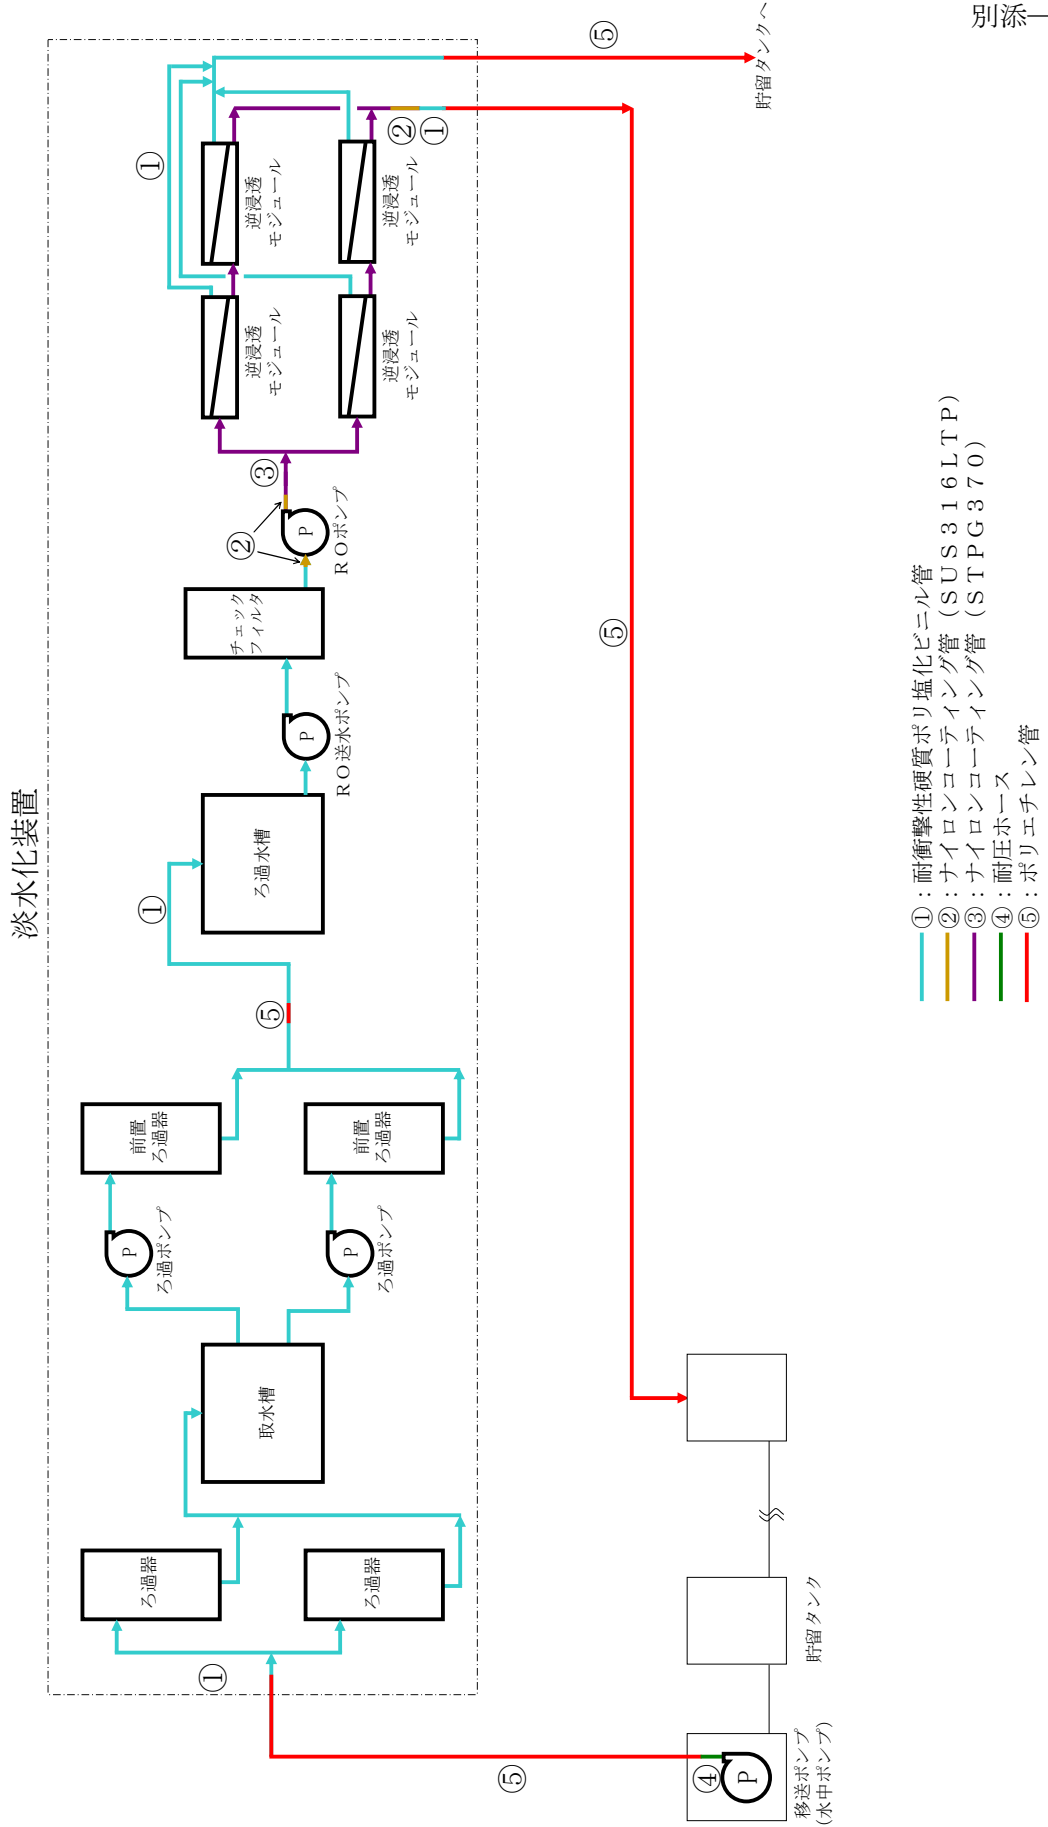 別添－
淡水化装置
⑤
貯留タンクへ
①
②
①
逆浸透
モジュール
逆浸透
モジュール
逆浸透
モジュール
逆浸透
モジュール
③
②
P
ＲＯポンプ
チェック
フィルタ
P
ＲＯ送水ポンプ
ろ過水槽
①
⑤
前置
ろ過器
前置
ろ過器
P
ろ過ポンプ
P
ろ過ポンプ
取水槽
ろ過器
ろ過器
①
⑤
⑤
④
P
移送ポンプ
(水中ポンプ)
貯留タンク
①：耐衝撃性硬質ポリ塩化ビニル管
②：ナイロンコーティング管（ＳＵＳ３１６ＬＴＰ）
③：ナイロンコーティング管（ＳＴＰＧ３７０）
④：耐圧ホース
⑤：ポリエチレン管